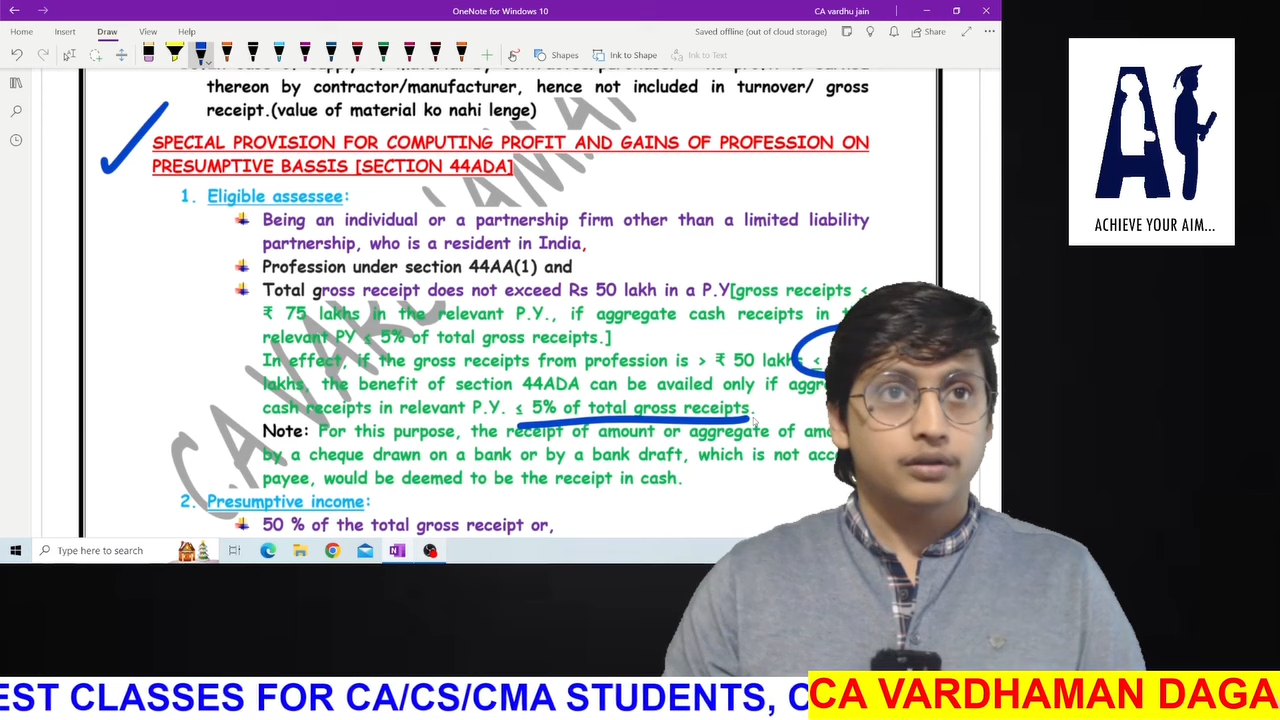 OneNote for Windows 10
CA vardhu jain
Home Insert Draw View Help
Saved offline (out of cloud storage)
Share
Shapes
Ink to Shape
Ink to Text
thereon by contractor/manufacturer, hence not included in turnover/ gross
receipt.(value of material ko nahi lenge)
SPECIAL PROVISION FOR COMPUTING PROFIT AND GAINS OF PROFESSION ON
PRESUMPTIVE BASSIS [SECTION 44ADA]
1. Eligible assessee:
Being an individual or a partnership firm other than a limited liability
partnership, who is a resident in India,
Profession under section 44AA(1) and
Total gross receipt does not exceed Rs 50 lakh in a P.Y[gross receipts <
₹ 75 lakhs in the relevant P.Y., if aggregate cash receipts in
relevant PY ≤ 5% of total gross receipts.]
In effect, if the gross receipts from profession is > ₹ 50 lakhs ≤
lakhs, the benefit of section 44ADA can be availed only if
cash receipts in relevant P.Y. ≤ 5% of total gross receipts.
Note: For this purpose, the receipt of amount or aggregate of
by a cheque drawn on a bank or by a bank draft, which is not
payee, would be deemed to be the receipt in cash.
2. Presumptive income:
50 % of the total gross receipt or,
Type here to search
ACHIEVE YOUR AIM...
EST CLASSES FOR CA/CS/CMA STUDENTS,
CA VARDHAMAN DAGA